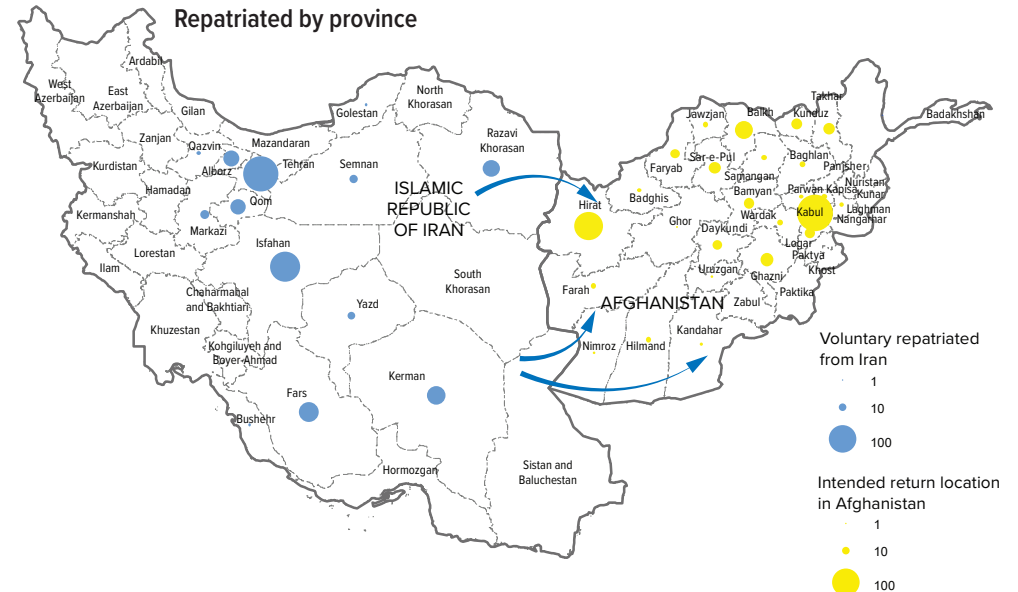 Repatriated by province
Ardabil
West
Azerbaijan
East
Azerbaijan
Gilan
Zanjan
Qazvin
Mazandaran
Golestan
North
Khorasan
Razavi
Khorasan
Kurdistan
Alborz
Tehran
Semnan
Hamadan
Qom
Kermanshah
Markazi
ISLAMIC
REPUBLIC
OF IRAN
Isfahan
Lorestan
Ilam
South
Khorasan
Chaharmahal
and Bakhtiari
Yazd
Khuzestan
Kohgiluyeh and
Boyer-Ahmad
Kerman
Fars
Bushehr
Hormozgan
Sistan and
Baluchestan
Jawzjan
Balkh
Kunduz
Takhar
Badakhshan
Faryab
Sar-e-Pul
Samangan
Baghlan
Panjsher
Badghis
Bamyan
Parwan
Kapisa
Nuristan
Kunar
Hirat
Ghor
Wardak
Kabul
Laghman
Nangarhar
Daykundi
Logar
Paktya
Khost
Uruzgan
Ghazni
Paktika
Farah
AFGHANISTAN
Zabul
Nimroz
Hilmand
Kandahar
Voluntary repatriated
from Iran
1
10
100
Intended return location
in Afghanistan
1
10
100